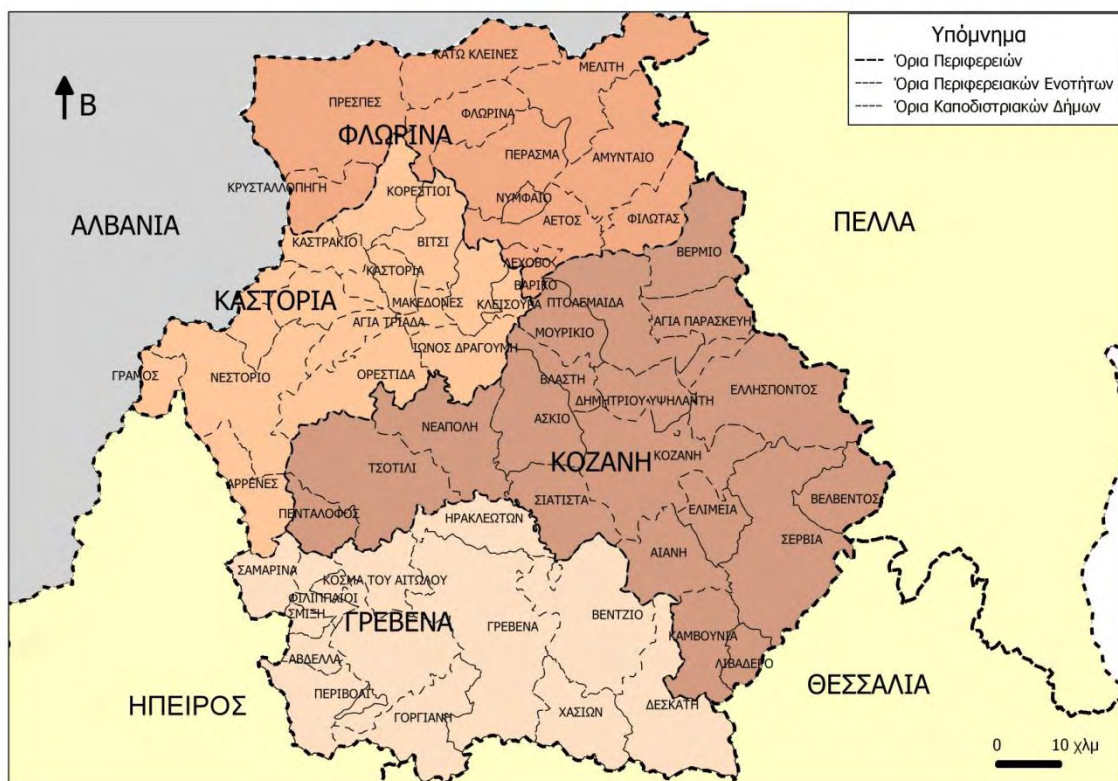 Υπόμνημα
Όρια Περιφερειών
Όρια Περιφερειακών Ενοτήτων
Όρια Καποδιστριακών Δήμων
Β
ΚΑΤΩ ΚΛΕΙΝΕΣ
ΜΕΛΙΤΗ
ΠΡΕΣΠΕΣ
ΦΛΩΡΙΝΑ
ΦΛΩΡΙΝΑ
ΠΕΡΑΣΜΑ
ΑΜΥΝΤΑΙΟ
ΚΡΥΣΤΑΛΛΟΠΗΓΗ
ΚΟΡΕΣΤΙΟΙ
ΝΥΜΦΑΙΟ
ΑΕΤΟΣ
ΦΙΛΩΤΑΣ
ΑΛΒΑΝΙΑ
ΠΕΛΛΑ
ΚΑΣΤΡΑΚΙΟ
ΒΙΤΣΙ
ΒΕΡΜΙΟ
ΛΕΧΟΒΟ
ΚΑΣΤΟΡΙΑ
ΒΑΡΙΚΟ
ΚΑΣΤΟΡΙΑ
ΜΑΚΕΔΟΝΕΣ
ΚΛΕΙΣΟΥΡΑ
ΠΤΟΛΕΜΑΙΔΑ
ΑΓΙΑ ΤΡΙΑΔΑ
ΑΓΙΑ ΠΑΡΑΣΚΕΥΗ
ΜΟΥΡΙΚΙΟ
ΙΩΝΟΣ ΔΡΑΓΟΥΜΗ
ΓΡΑΜΟΣ
ΝΕΣΤΟΡΙΟ
ΟΡΕΣΤΙΔΑ
ΒΛΑΣΤΗ
ΕΛΛΗΣΠΟΝΤΟΣ
ΔΗΜΗΤΡΙΟΥ ΥΨΗΛΑΝΤΗ
ΝΕΑΠΟΛΗ
ΑΣΚΙΟ
ΤΣΟΤΙΛΙ
ΚΟΖΑΝΗ
ΚΟΖΑΝΗ
ΑΡΡΕΝΕΣ
ΣΙΑΤΙΣΤΑ
ΒΕΛΒΕΝΤΟΣ
ΠΕΝΤΑΛΟΦΟΣ
ΗΡΑΚΛΕΩΤΩΝ
ΕΛΙΜΕΙΑ
ΣΕΡΒΙΑ
ΑΙΑΝΗ
ΣΑΜΑΡΙΝΑ
ΚΟΣΜΑ ΤΟΥ ΑΙΤΩΛΟΥ
ΦΙΛΙΠΠΑΙΟΙ
ΣΜΙΞΗ
ΓΡΕΒΕΝΑ
ΓΡΕΒΕΝΑ
ΒΕΝΤΖΙΟ
ΚΑΜΒΟΥΝΙΑ
ΑΒΔΕΛΛΑ
ΛΙΒΑΔΕΡΟ
ΘΕΣΣΑΛΙΑ
ΗΠΕΙΡΟΣ
ΠΕΡΙΒΟΛΙ
ΔΕΣΚΑΤΗ
ΓΟΡΓΙΑΝΗ
ΧΑΣΙΩΝ
0 10 χλμ